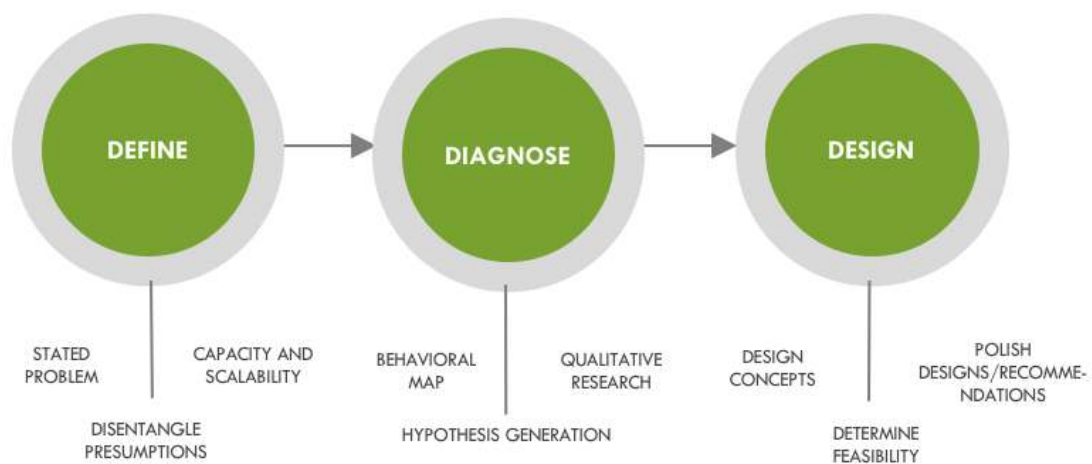 DEFINE
DIAGNOSE
DESIGN
STATED
PROBLEM
CAPACITY AND
SCALABILITY
DISENTANGLE
PRESUMPTIONS
BEHAVIORAL
MAP
QUALITATIVE
RESEARCH
HYPOTHESIS GENERATION
DESIGN
CONCEPTS
POLISH
DESIGNS/RECOMME-
NDATIONS
DETERMINE
FEASIBILITY